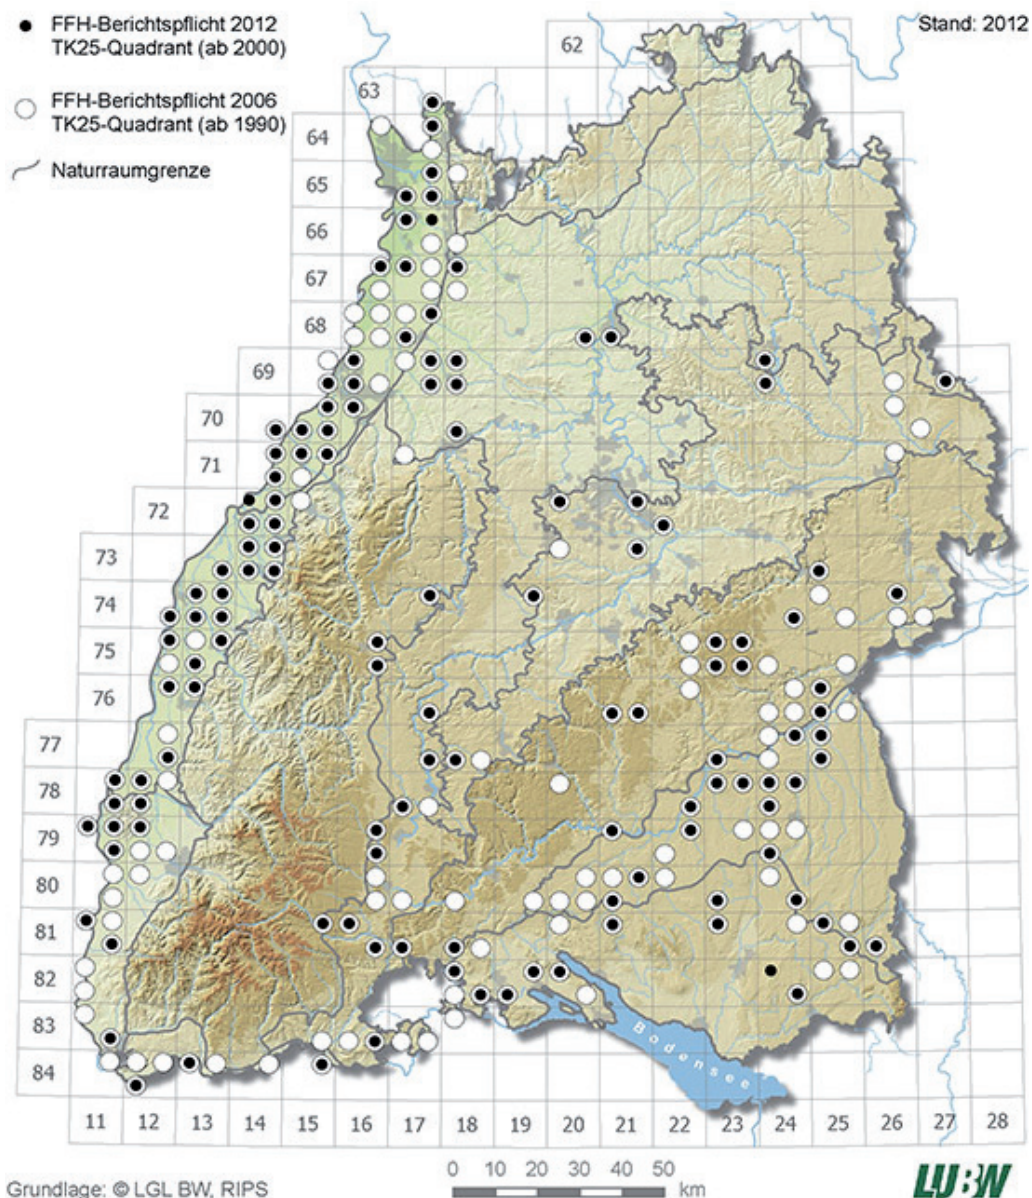 FFH-Berichtspflicht 2012
TK25-Quadrant (ab 2000)
FFH-Berichtspflicht 2006
TK25-Quadrant (ab 1990)
Naturraumgrenze
Stand: 2012
62
63
64
65
66
67
68
69
70
71
72
73
74
75
76
77
78
79
80
81
82
83
84
Bodensee
11 12 13 14 15 16 17 18 19 20 21 22 23 24 25 26 27 28
0 10 20 30 40 50
km
Grundlage: © LGL BW, RIPS
LUBW